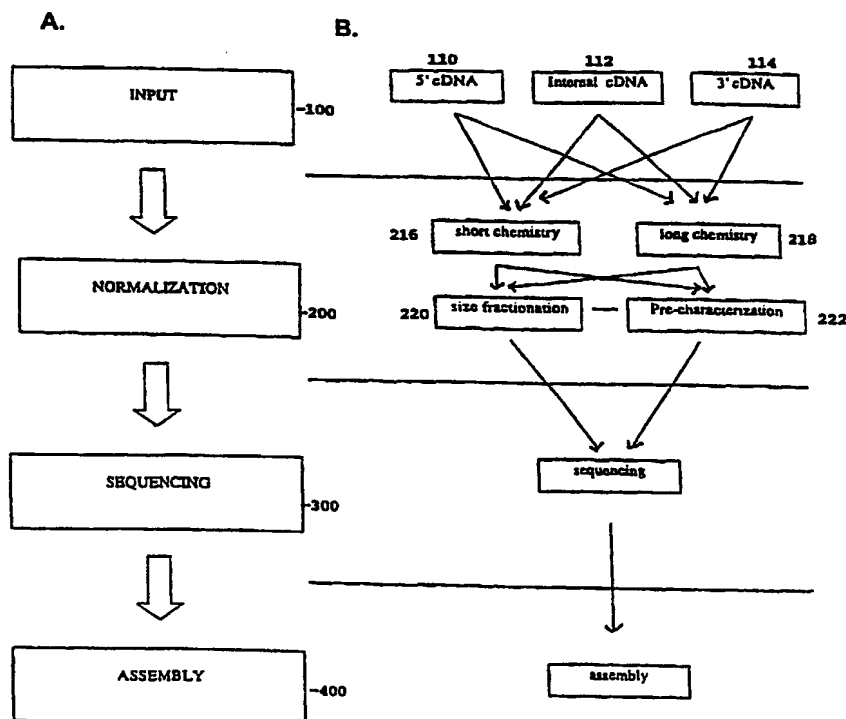 A.
INPUT
-100
NORMALIZATION
-200
SEQUENCING
-300
ASSEMBLY
-400
B.
110
112
114
5' cDNA
Internal cDNA
3' cDNA
216
short chemistry
long chemistry
218
220
size fractionation
Pre-characterization
222
sequencing
assembly